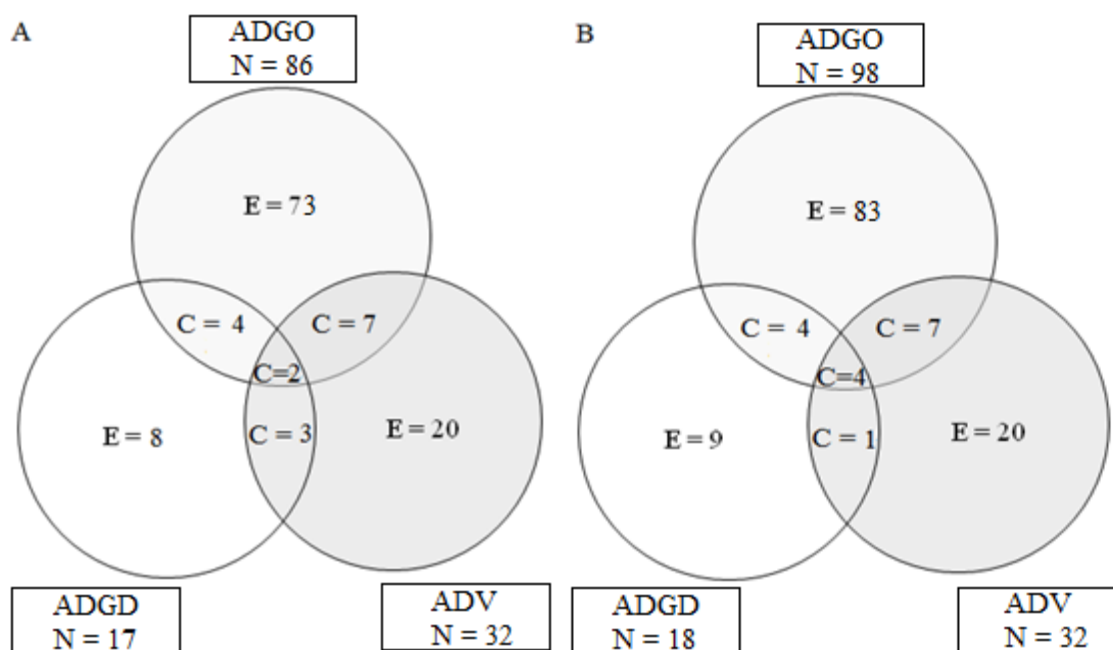 A
ADGO
N = 86
E = 73
C = 4
C = 7
C=2
E = 8
C = 3
E = 20
ADGD
N = 17
ADV
N = 32
B
ADGO
N = 98
E = 83
C = 4
C = 7
C=4
E = 9
C = 1
E = 20
ADGD
N = 18
ADV
N = 32